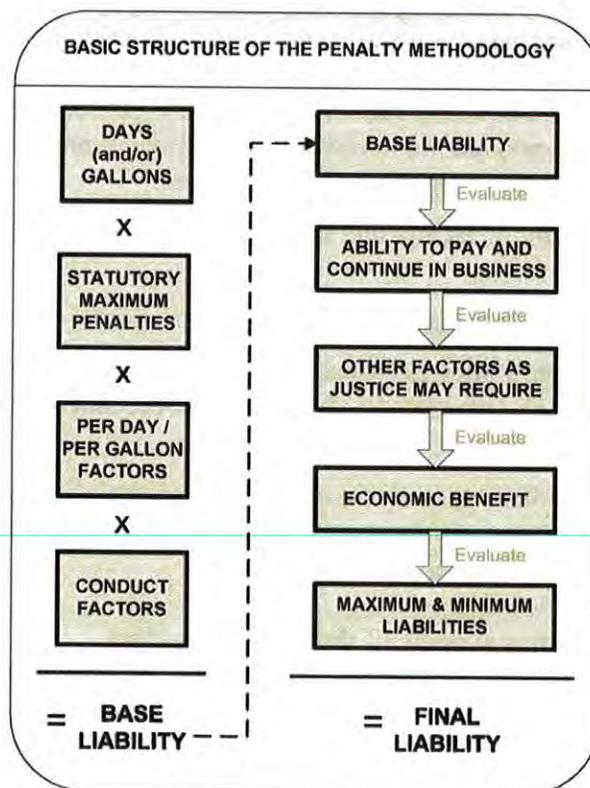 BASIC STRUCTURE OF THE PENALTY METHODOLOGY
DAYS
(and/or)
GALLONS
X
STATUTORY
MAXIMUM
PENALTIES
X
PER DAY /
PER GALLON
FACTORS
X
CONDUCT
FACTORS
= BASE
LIABILITY
BASE LIABILITY
Evaluate
ABILITY TO PAY AND
CONTINUE IN BUSINESS
Evaluate
OTHER FACTORS AS
JUSTICE MAY REQUIRE
Evaluate
ECONOMIC BENEFIT
Evaluate
MAXIMUM & MINIMUM
LIABILITIES
= FINAL
LIABILITY